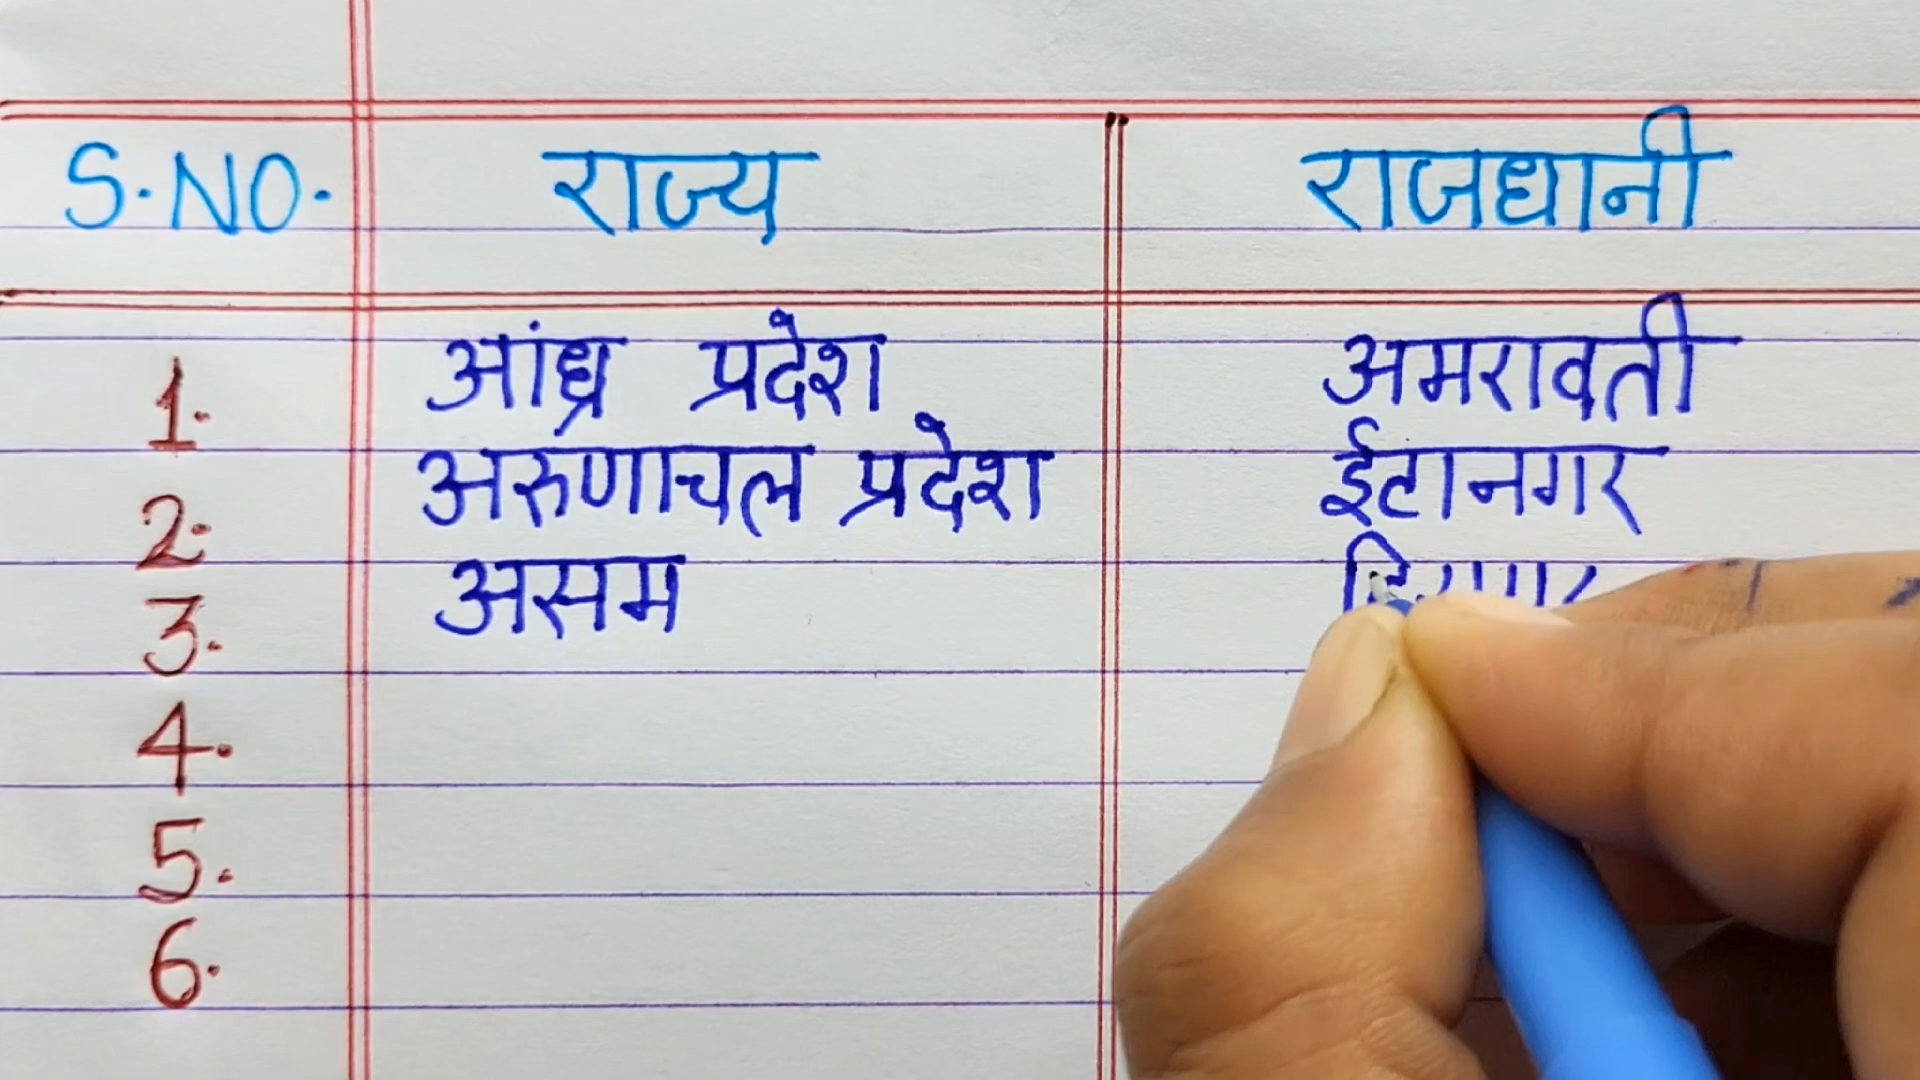 S.NO. राज्य राजधानी
1. आंध्र प्रदेश अमरावती
2. अरुणाचल प्रदेश ईटानगर
3. असम
4.
5.
6.